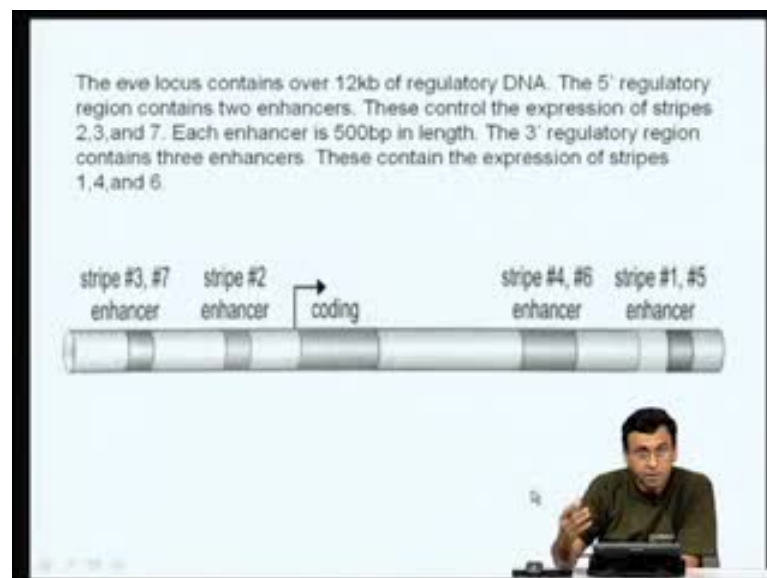 The eve locus contains over 12kb of regulatory DNA. The 5' regulatory
region contains two enhancers. These control the expression of stripes
2,3,and 7. Each enhancer is 500bp in length. The 3' regulatory region
contains three enhancers. These contain the expression of stripes
1,4,and 6.
stripe #3, #7 stripe #2 stripe #4, #6 stripe #1, #5
enhancer enhancer coding enhancer enhancer